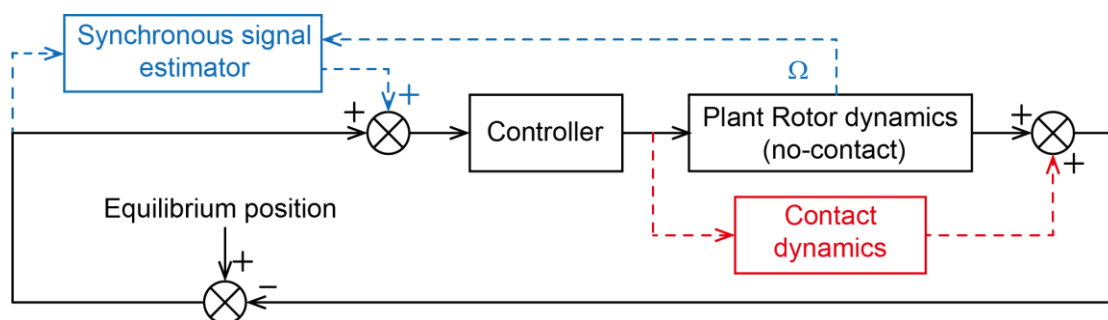 Synchronous signal
estimator
Ω
+
+
Controller
Plant Rotor dynamics
(no-contact)
+
+
Equilibrium position
Contact
dynamics
+
−